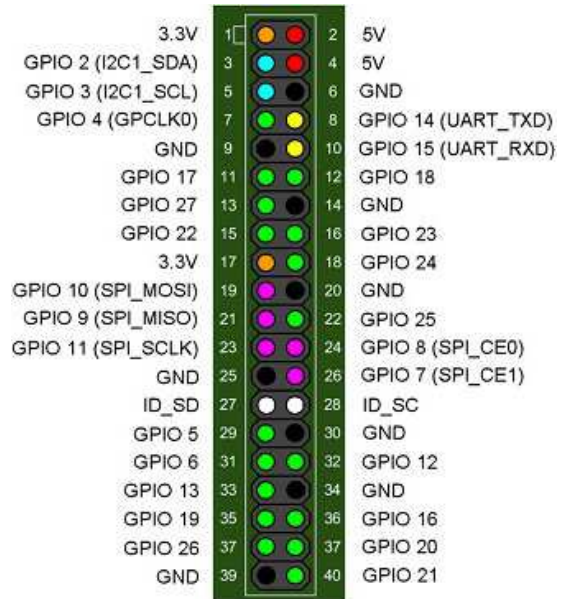 3.3V 1 2 5V
GPIO 2 (I2C1_SDA) 3 4 5V
GPIO 3 (I2C1_SCL) 5 6 GND
GPIO 4 (GPCLK0) 7 8 GPIO 14 (UART_TXD)
GND 9 10 GPIO 15 (UART_RXD)
GPIO 17 11 12 GPIO 18
GPIO 27 13 14 GND
GPIO 22 15 16 GPIO 23
3.3V 17 18 GPIO 24
GPIO 10 (SPI_MOSI) 19 20 GND
GPIO 9 (SPI_MISO) 21 22 GPIO 25
GPIO 11 (SPI_SCLK) 23 24 GPIO 8 (SPI_CE0)
GND 25 26 GPIO 7 (SPI_CE1)
ID_SD 27 28 ID_SC
GPIO 5 29 30 GND
GPIO 6 31 32 GPIO 12
GPIO 13 33 34 GND
GPIO 19 35 36 GPIO 16
GPIO 26 37 37 GPIO 20
GND 39 40 GPIO 21